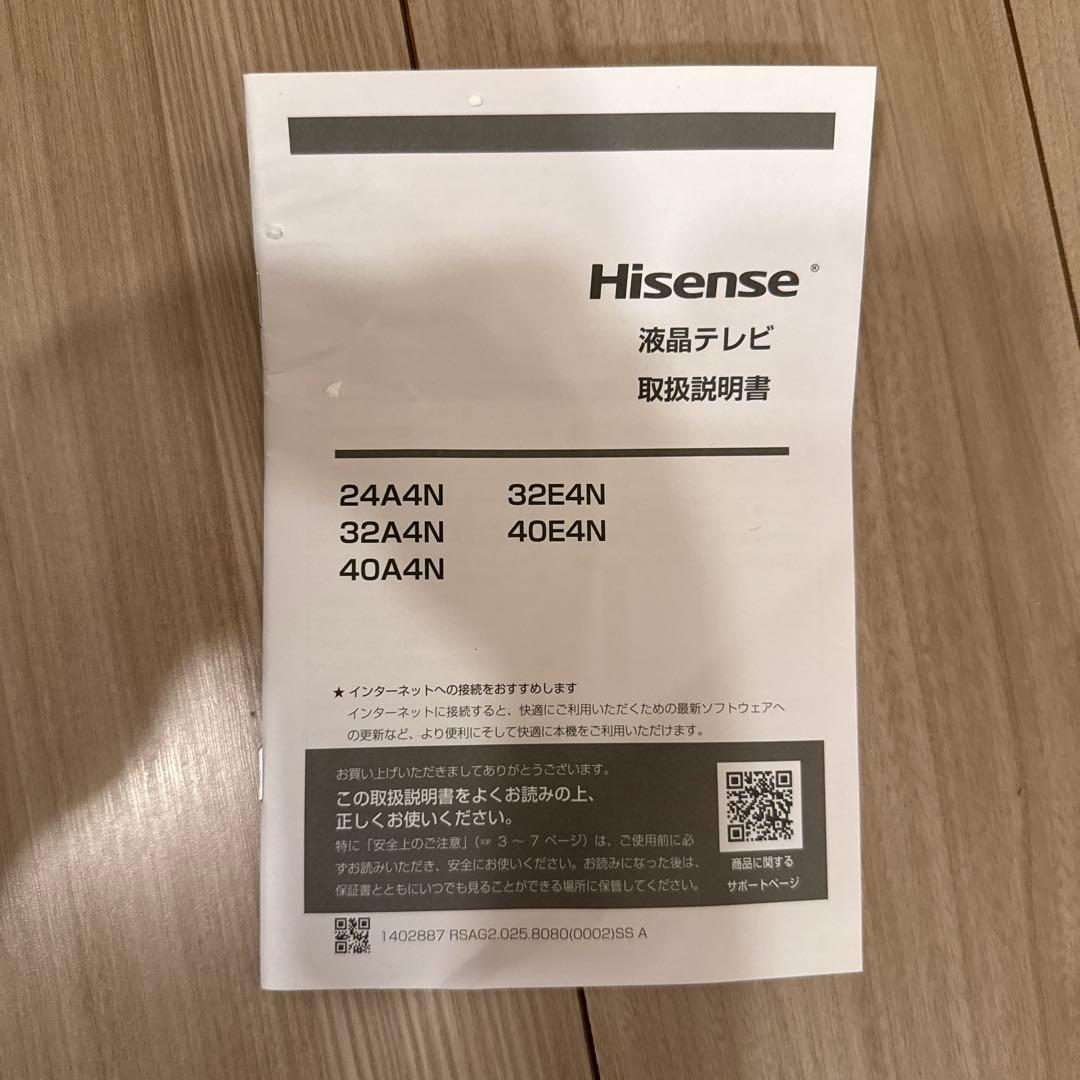 Hisense®
液晶テレビ
取扱説明書
24A4N 32E4N
32A4N 40E4N
40A4N
★ インターネットへの接続をおすすめします
インターネットに接続すると、快適にご利用いただくための最新ソフトウェアへ
の更新など、より便利にそして快適に本機をご利用いただけます。
お買い上げいただきましてありがとうございます。
この取扱説明書をよくお読みの上、
正しくお使いください。
特に「安全上のご注意」(☞ 3 ～ 7 ページ) は、ご使用前に必
ずお読みいただき、安全にお使いください。お読みになった後は、
保証書とともにいつでも見ることができる場所に保管してください。
商品に関する
サポートページ
1402887 RSAG2.025.8080(0002)SS A